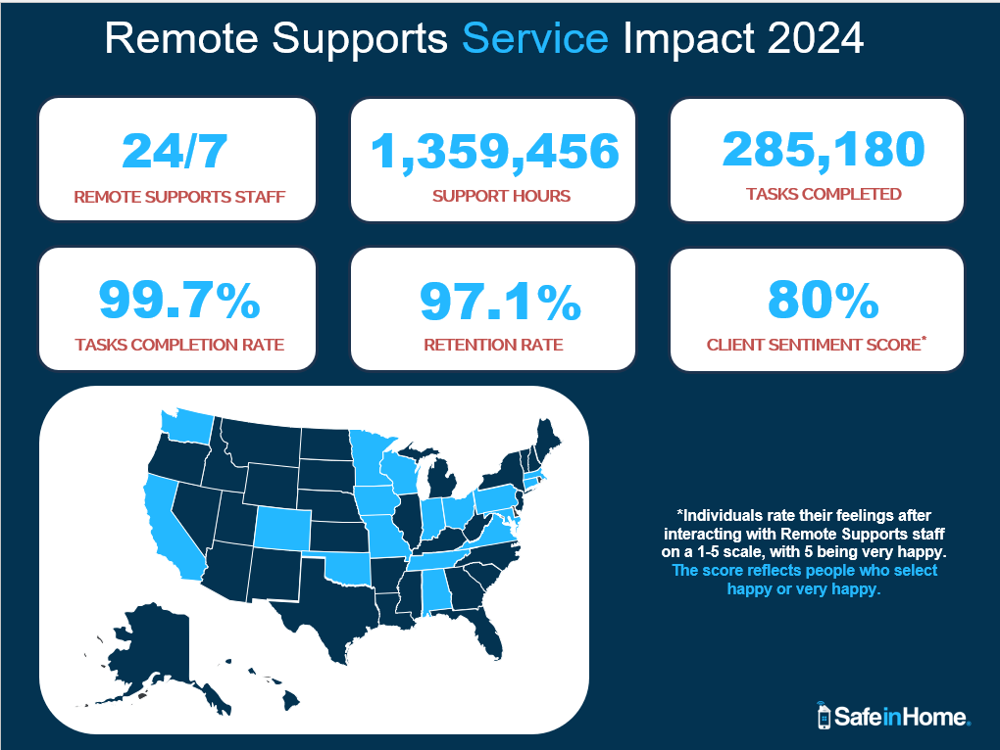 Remote Supports Service Impact 2024
24/7
REMOTE SUPPORTS STAFF
1,359,456
SUPPORT HOURS
285,180
TASKS COMPLETED
99.7%
TASKS COMPLETION RATE
97.1%
RETENTION RATE
80%
CLIENT SENTIMENT SCORE*
*Individuals rate their feelings after
interacting with Remote Supports staff
on a 1-5 scale, with 5 being very happy.
The score reflects people who select
happy or very happy.
SafeinHome.